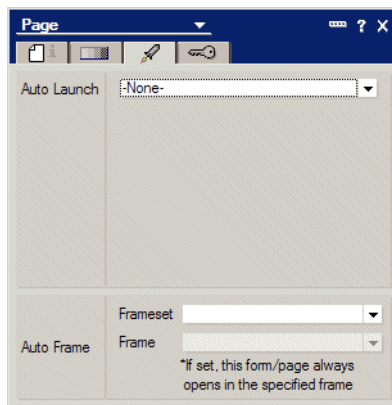 Page ? X
Auto Launch -None-
Frameset
Auto Frame Frame
*If set, this form/page always
opens in the specified frame